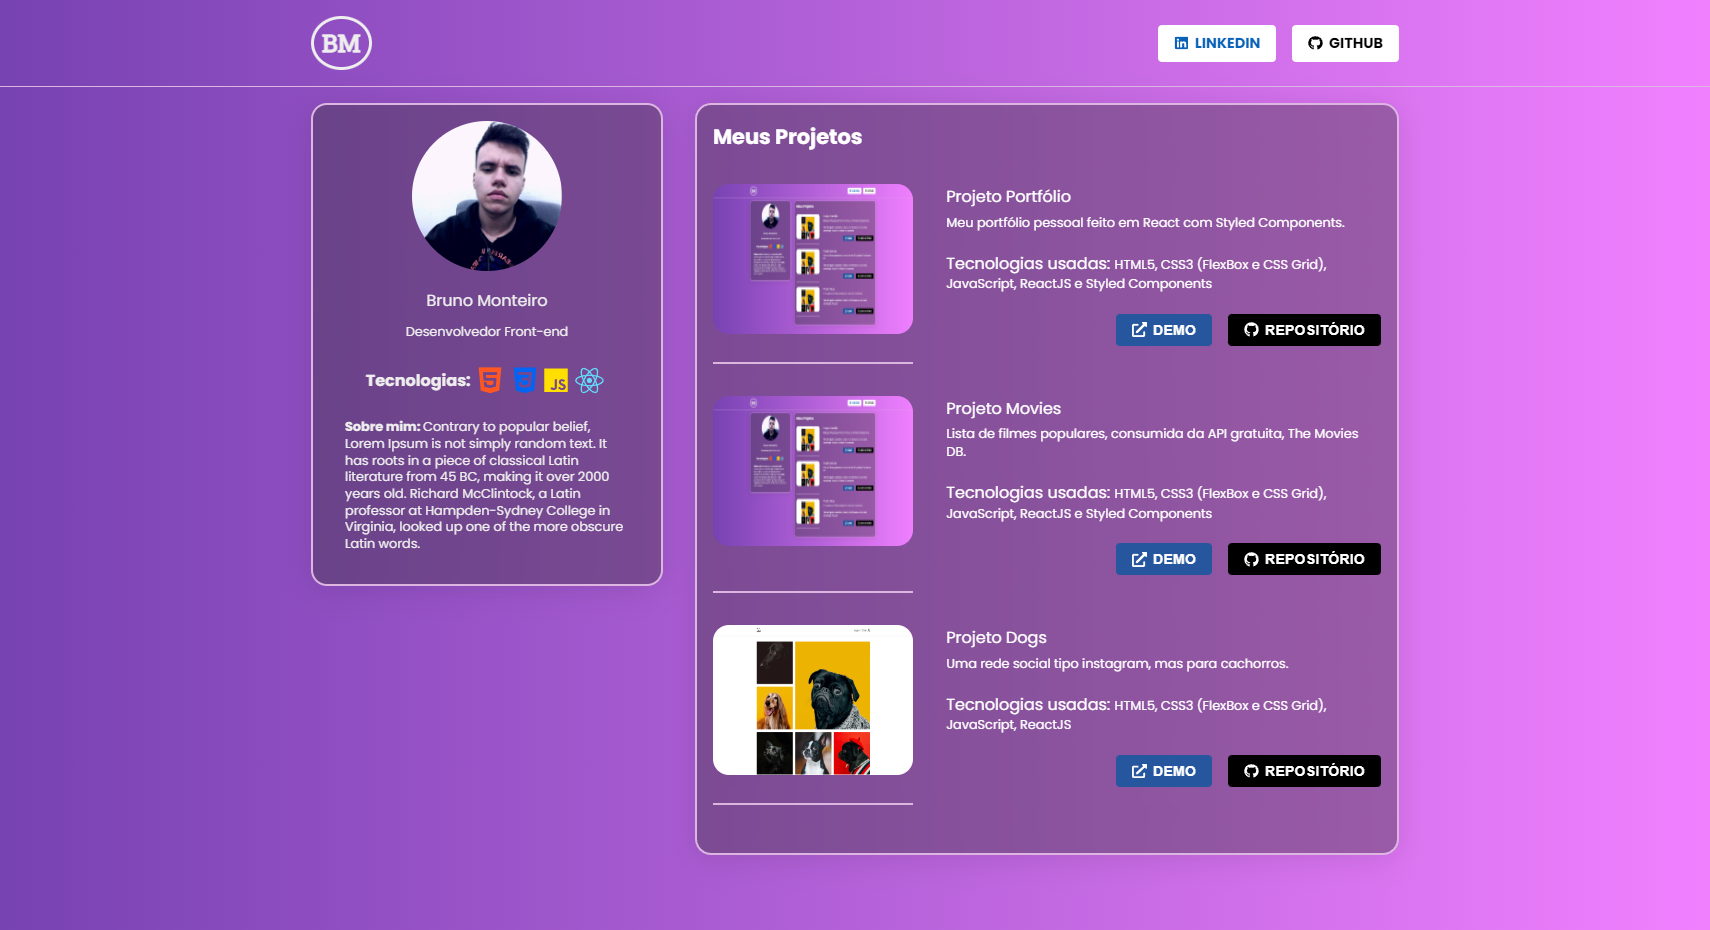 BM
LINKEDIN
GITHUB
Bruno Monteiro
Desenvolvedor Front-end
Tecnologias:
JS
Sobre mim: Contrary to popular belief,
Lorem Ipsum is not simply random text. It
has roots in a piece of classical Latin
literature from 45 BC, making it over 2000
years old. Richard McClintock, a Latin
professor at Hampden-Sydney College in
Virginia, looked up one of the more obscure
Latin words.
Meus Projetos
Projeto Portfólio
Meu portfólio pessoal feito em React com Styled Components.
Tecnologias usadas: HTML5, CSS3 (FlexBox e CSS Grid),
JavaScript, ReactJS e Styled Components
DEMO
REPOSITÓRIO
Projeto Movies
Lista de filmes populares, consumida da API gratuita, The Movies
DB.
Tecnologias usadas: HTML5, CSS3 (FlexBox e CSS Grid),
JavaScript, ReactJS e Styled Components
DEMO
REPOSITÓRIO
Projeto Dogs
Uma rede social tipo instagram, mas para cachorros.
Tecnologias usadas: HTML5, CSS3 (FlexBox e CSS Grid),
JavaScript, ReactJS
DEMO
REPOSITÓRIO